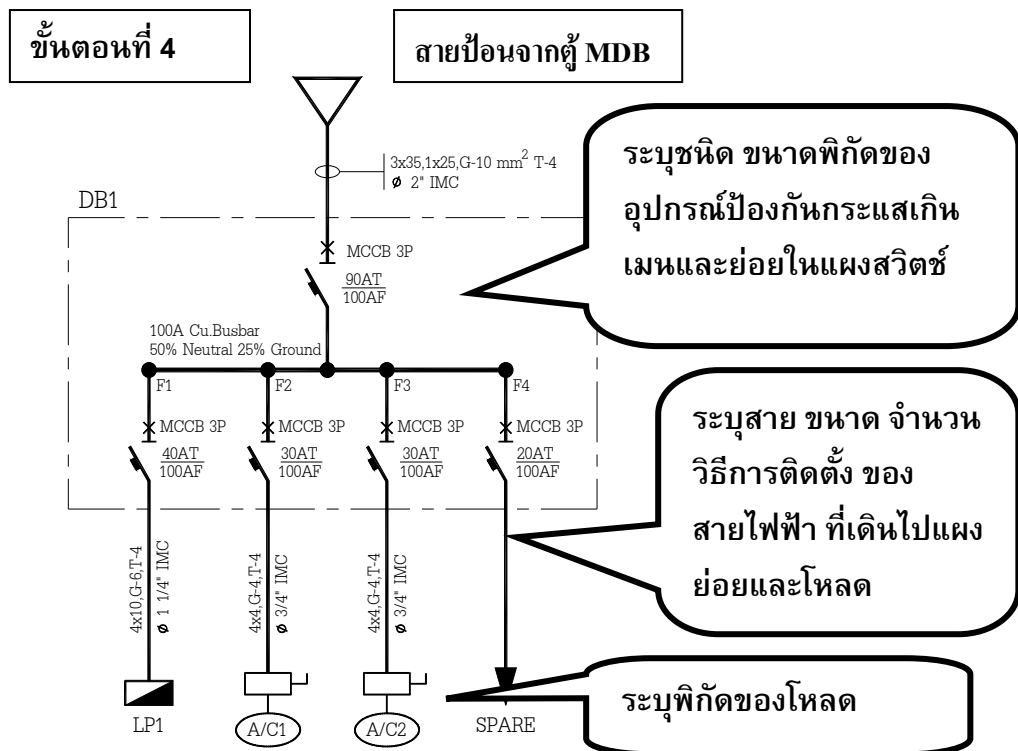 ขั้นตอนที่ 4
สายป้อนจากตู้ MDB
3x35,1x25,G-10 mm² T-4
ø 2" IMC
DB1
MCCB 3P
90AT
100AF
ระบุชนิด ขนาดพิกัดของ
อุปกรณ์ป้องกันกระแสเกิน
เมนและย่อยในแผงสวิตช์
100A Cu.Busbar
50% Neutral 25% Ground
F1
F2
F3
F4
MCCB 3P
MCCB 3P
MCCB 3P
MCCB 3P
40AT
100AF
30AT
100AF
30AT
100AF
20AT
100AF
ระบุสาย ขนาด จำนวน
วิธีการติดตั้ง ของ
สายไฟฟ้า ที่เดินไปแผง
ย่อยและโหลด
4x10,G-6,T-4
ø 1 1/4" IMC
4x4,G-4,T-4
ø 3/4" IMC
4x4,G-4,T-4
ø 3/4" IMC
ระบุพิกัดของโหลด
LP1
A/C1
A/C2
SPARE